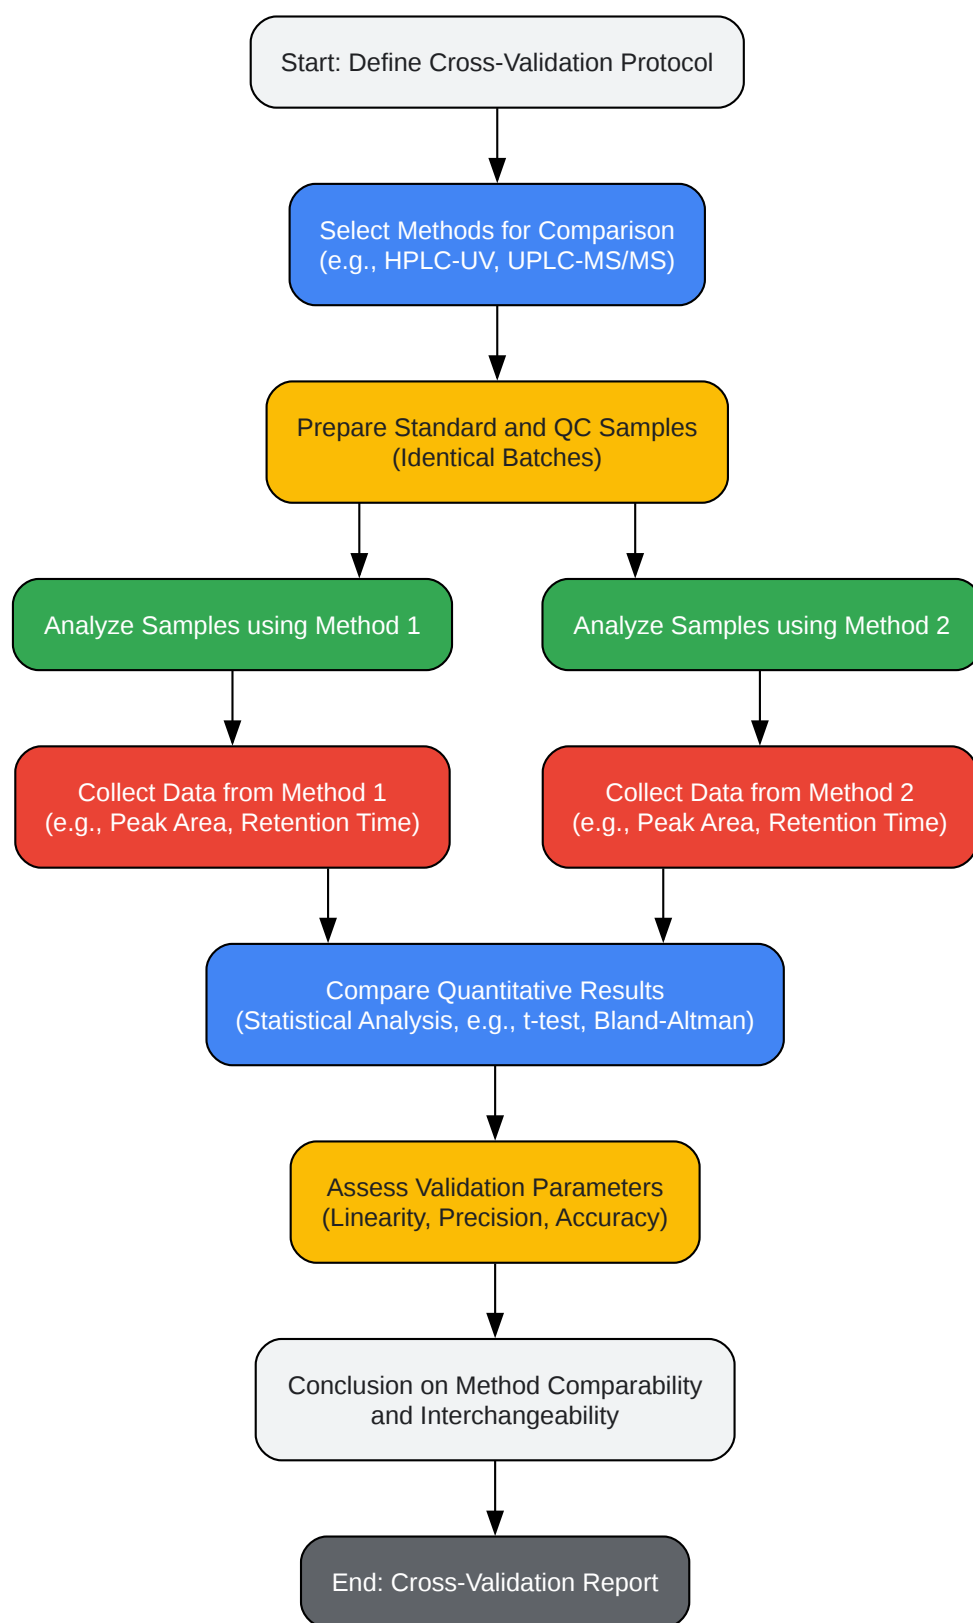 Start: Define Cross-Validation Protocol
Select Methods for Comparison
(e.g., HPLC-UV, UPLC-MS/MS)
Prepare Standard and QC Samples
(Identical Batches)
Analyze Samples using Method 1
Analyze Samples using Method 2
Collect Data from Method 1
(e.g., Peak Area, Retention Time)
Collect Data from Method 2
(e.g., Peak Area, Retention Time)
Compare Quantitative Results
(Statistical Analysis, e.g., t-test, Bland-Altman)
Assess Validation Parameters
(Linearity, Precision, Accuracy)
Conclusion on Method Comparability
and Interchangeability
End: Cross-Validation Report